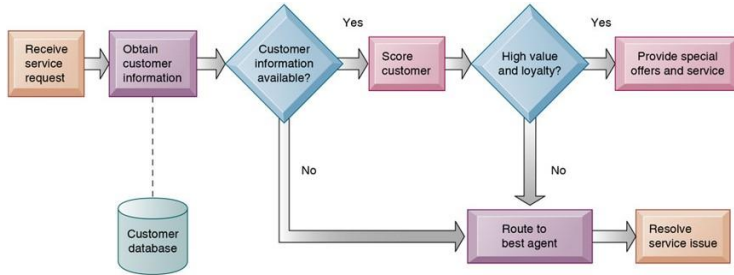 Receive
service
request
Obtain
customer
information
Customer
information
available?
Yes
Score
customer
High value
and loyalty?
Yes
Provide special
offers and service
No
No
Customer
database
Route to
best agent
Resolve
service issue